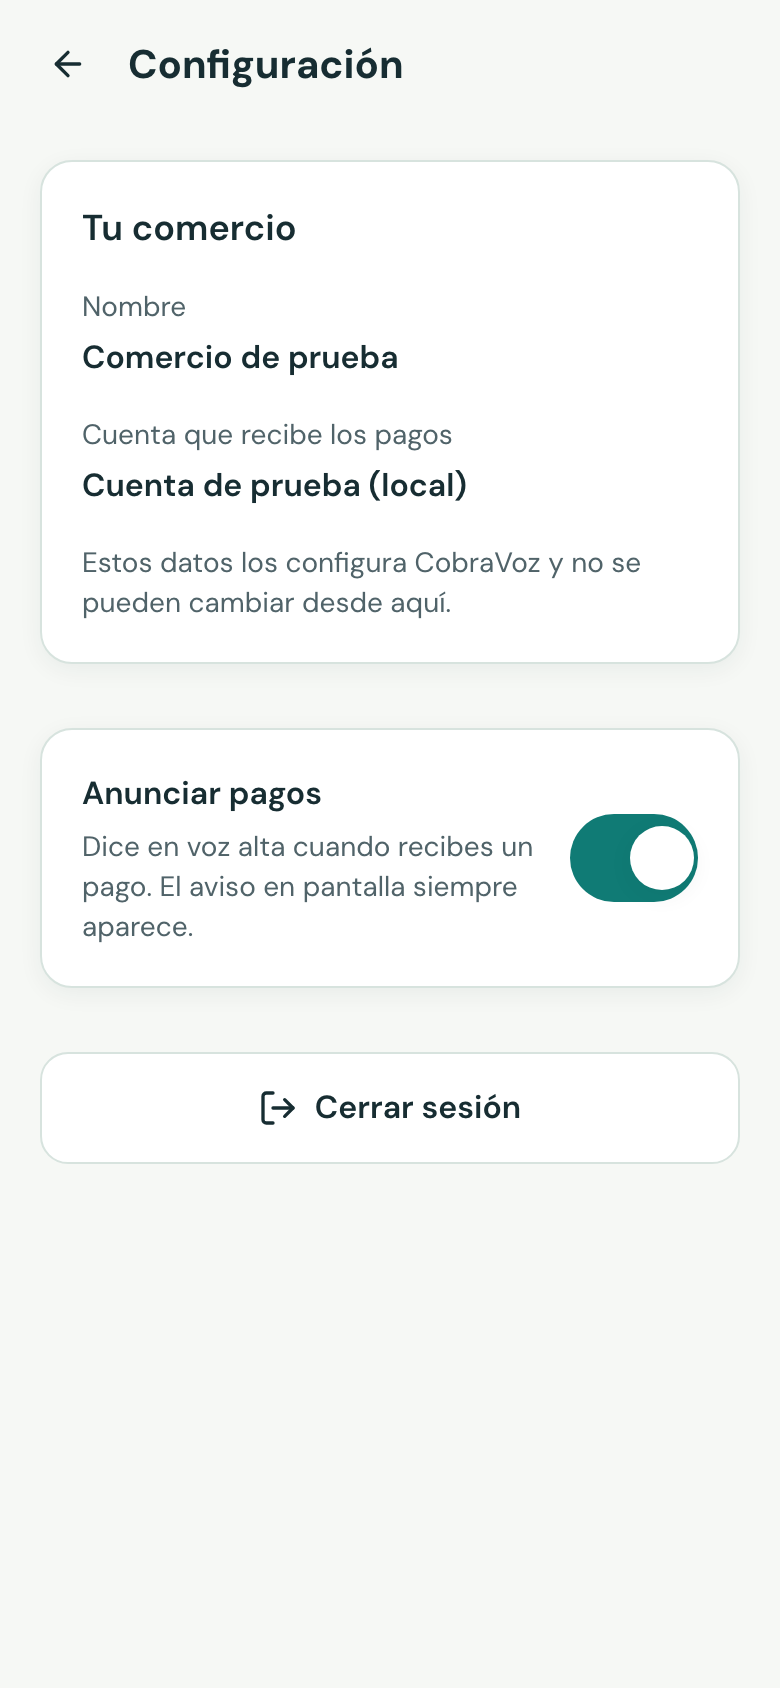 Configuración
Tu comercio
Nombre
Comercio de prueba
Cuenta que recibe los pagos
Cuenta de prueba (local)
Estos datos los configura CobraVoz y no se
pueden cambiar desde aquí.
Anunciar pagos
Dice en voz alta cuando recibes un
pago. El aviso en pantalla siempre
aparece.
Cerrar sesión